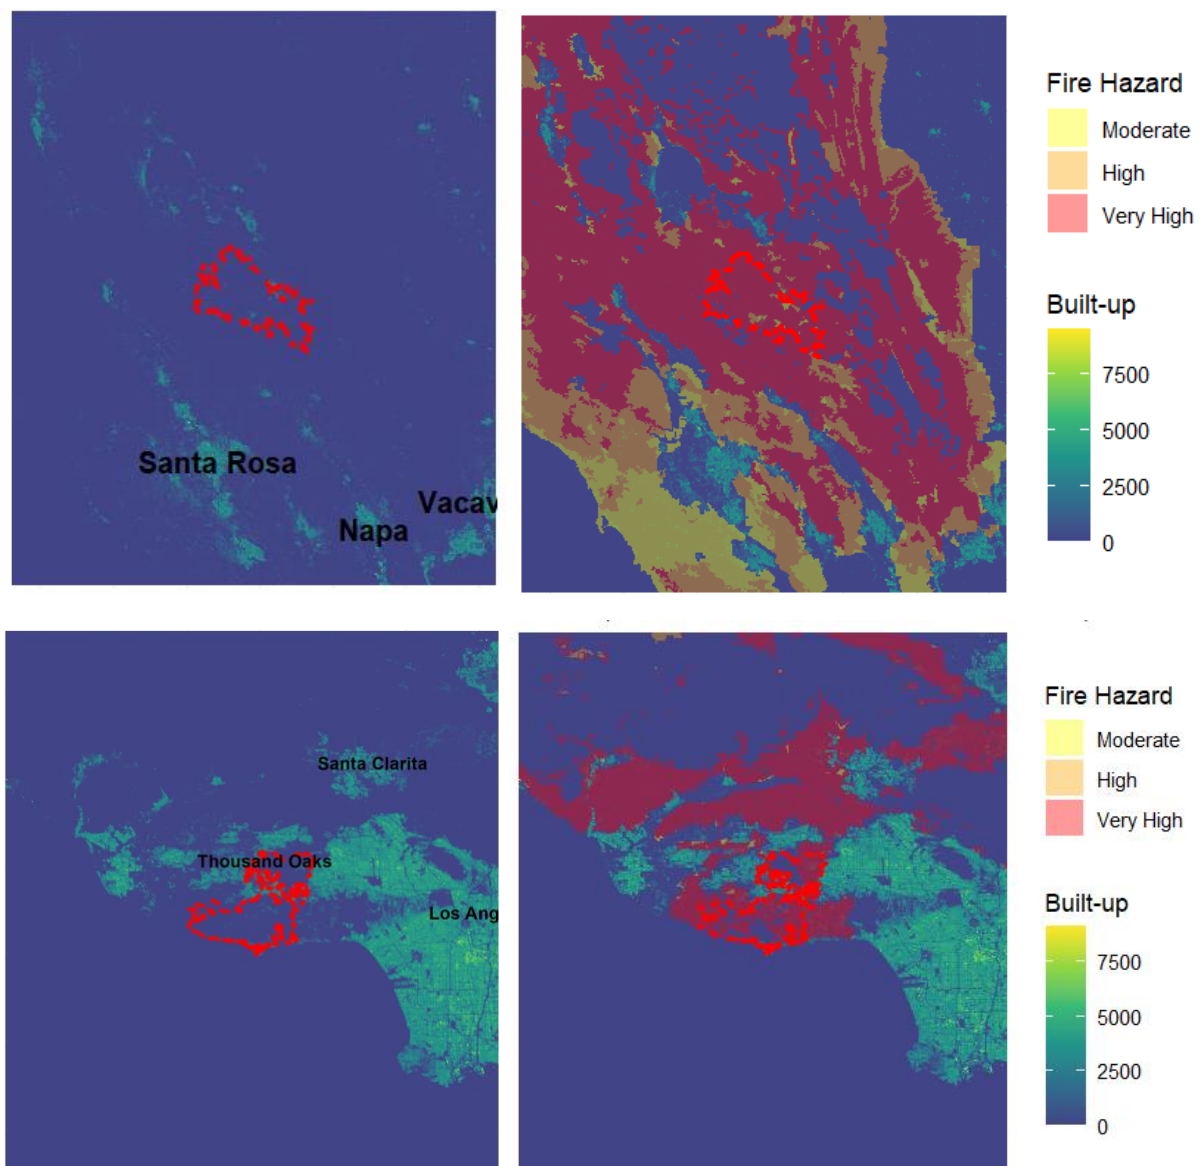 Fire Hazard
Moderate
High
Very High
Built-up
7500
5000
2500
0
Santa Rosa
Vacav
Napa
Fire Hazard
Moderate
High
Very High
Built-up
7500
5000
2500
0
Santa Clarita
Thousand Oaks
Los Ang